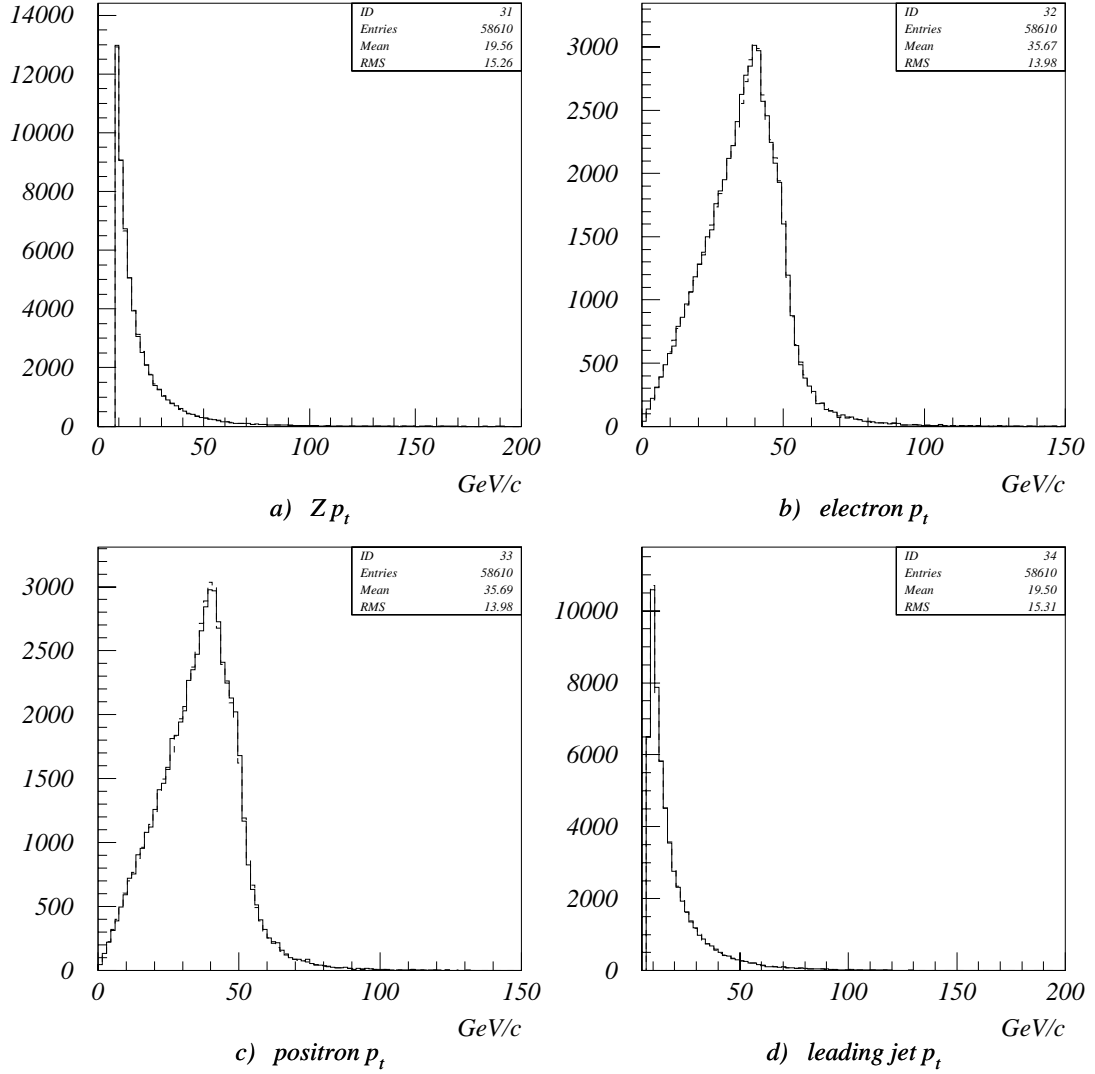 ID 31
Entries 58610
Mean 19.56
RMS 15.26
14000
12000
10000
8000
6000
4000
2000
0
0 50 100 150 200
GeV/c
a) Z pt
ID 32
Entries 58610
Mean 35.67
RMS 13.98
3000
2500
2000
1500
1000
500
0
0 50 100 150
GeV/c
b) electron pt
ID 33
Entries 58610
Mean 35.69
RMS 13.98
3000
2500
2000
1500
1000
500
0
0 50 100 150
GeV/c
c) positron pt
ID 34
Entries 58610
Mean 19.50
RMS 15.31
10000
8000
6000
4000
2000
0
50 100 150 200
GeV/c
d) leading jet pt